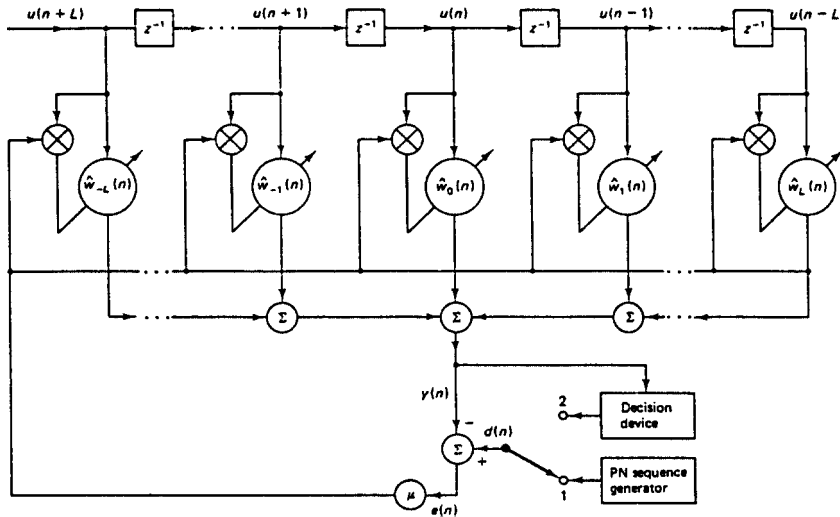 u(n + L) z⁻¹ u(n + 1) z⁻¹ u(n) z⁻¹ u(n − 1) z⁻¹ u(n − L)
ŵ₋L(n) ŵ₋₁(n) ŵ₀(n) ŵ₁(n) ŵL(n)
Σ Σ Σ
y(n)
2
Decision
device
−
d(n)
Σ
+
PN sequence
generator
1
μ
e(n)